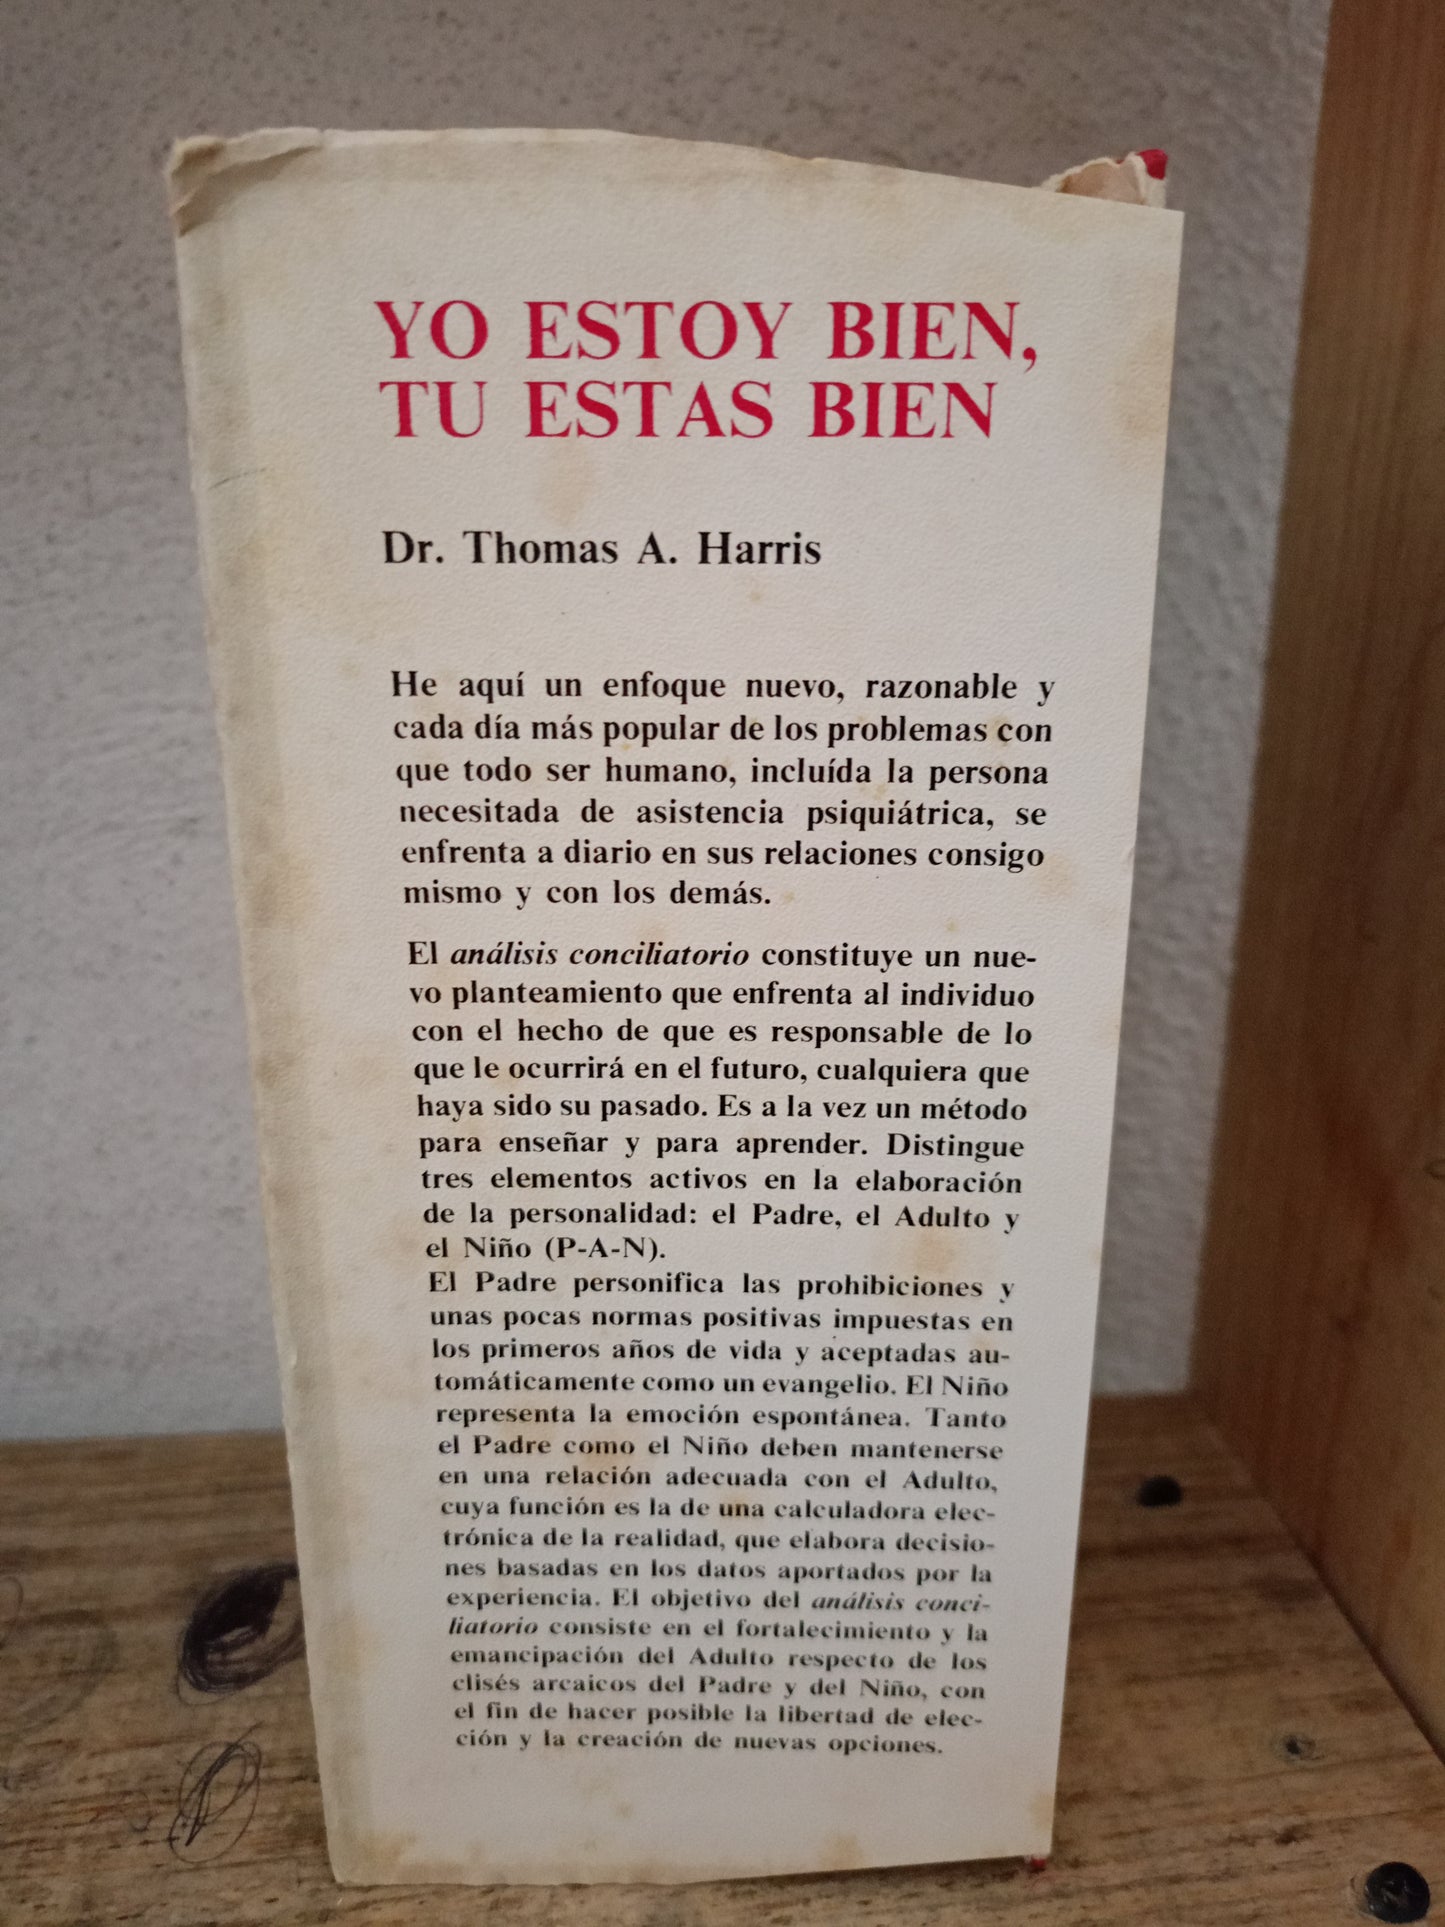 YO ESTOY BIEN,
TU ESTAS BIEN
Dr. Thomas A. Harris
He aquí un enfoque nuevo, razonable y
cada día más popular de los problemas con
que todo ser humano, incluída la persona
necesitada de asistencia psiquiátrica, se
enfrenta a diario en sus relaciones consigo
mismo y con los demás.
El análisis conciliatorio constituye un nue-
vo planteamiento que enfrenta al individuo
con el hecho de que es responsable de lo
que le ocurrirá en el futuro, cualquiera que
haya sido su pasado. Es a la vez un método
para enseñar y para aprender. Distingue
tres elementos activos en la elaboración
de la personalidad: el Padre, el Adulto y
el Niño (P-A-N).
El Padre personifica las prohibiciones y
unas pocas normas positivas impuestas en
los primeros años de vida y aceptadas au-
tomáticamente como un evangelio. El Niño
representa la emoción espontánea. Tanto
el Padre como el Niño deben mantenerse
en una relación adecuada con el Adulto,
cuya función es la de una calculadora elec-
trónica de la realidad, que elabora decisio-
nes basadas en los datos aportados por la
experiencia. El objetivo del análisis conci-
liatorio consiste en el fortalecimiento y la
emancipación del Adulto respecto de los
clisés arcaicos del Padre y del Niño, con
el fin de hacer posible la libertad de elec-
ción y la creación de nuevas opciones.